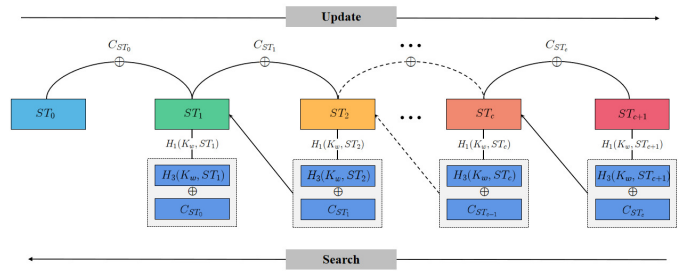 Update
C_{ST_0} C_{ST_1} ••• C_{ST_c}
⊕ ⊕ ⊕ ⊕
ST_0 ST_1 ST_2 ••• ST_c ST_{c+1}
H_1(K_w, ST_1) H_1(K_w, ST_2) H_1(K_w, ST_c) H_1(K_w, ST_{c+1})
H_3(K_w, ST_1) H_3(K_w, ST_2) H_3(K_w, ST_c) H_3(K_w, ST_{c+1})
⊕ ⊕ ⊕ ⊕
C_{ST_0} C_{ST_1} C_{ST_{c-1}} C_{ST_c}
Search